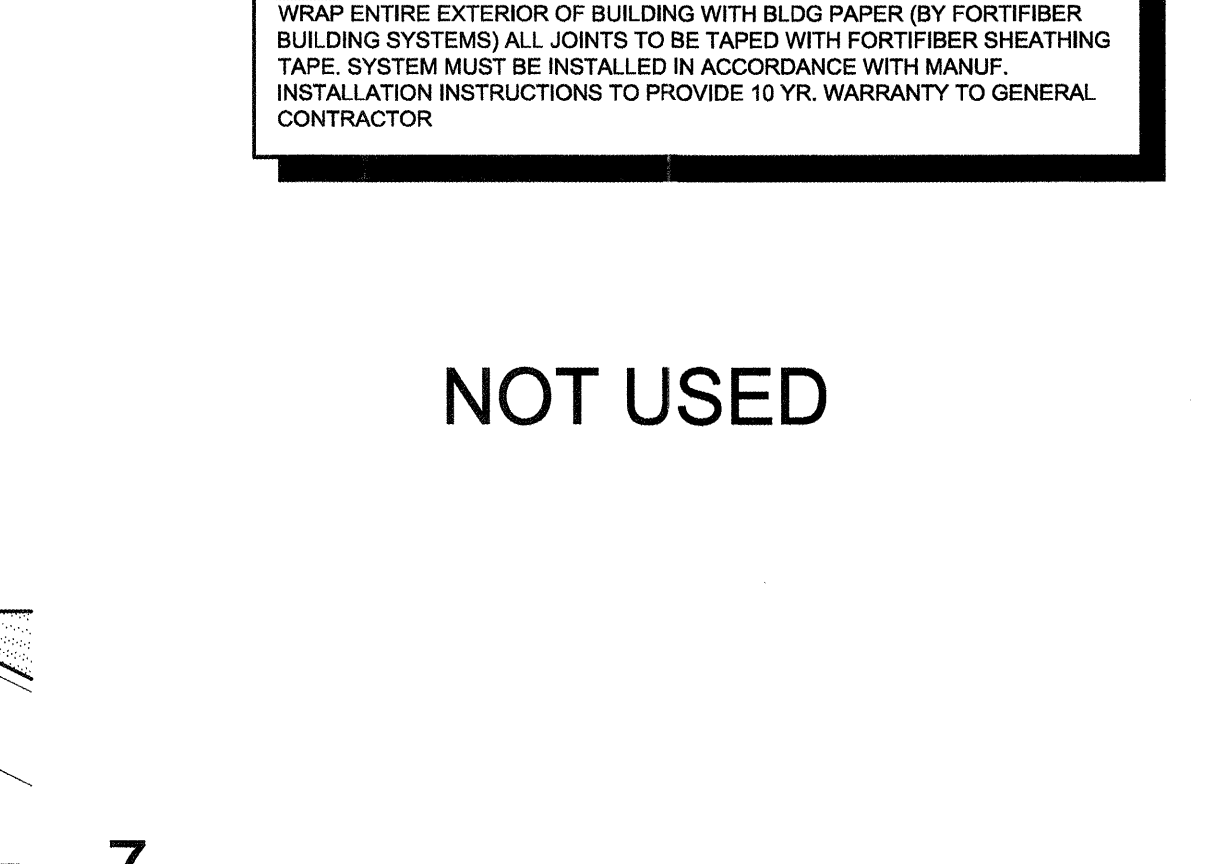 WRAP ENTIRE EXTERIOR OF BUILDING WITH BLDG PAPER (BY FORTIFIBER
BUILDING SYSTEMS) ALL JOINTS TO BE TAPED WITH FORTIFIBER SHEATHING
TAPE. SYSTEM MUST BE INSTALLED IN ACCORDANCE WITH MANUF.
INSTALLATION INSTRUCTIONS TO PROVIDE 10 YR. WARRANTY TO GENERAL
CONTRACTOR
NOT USED
7